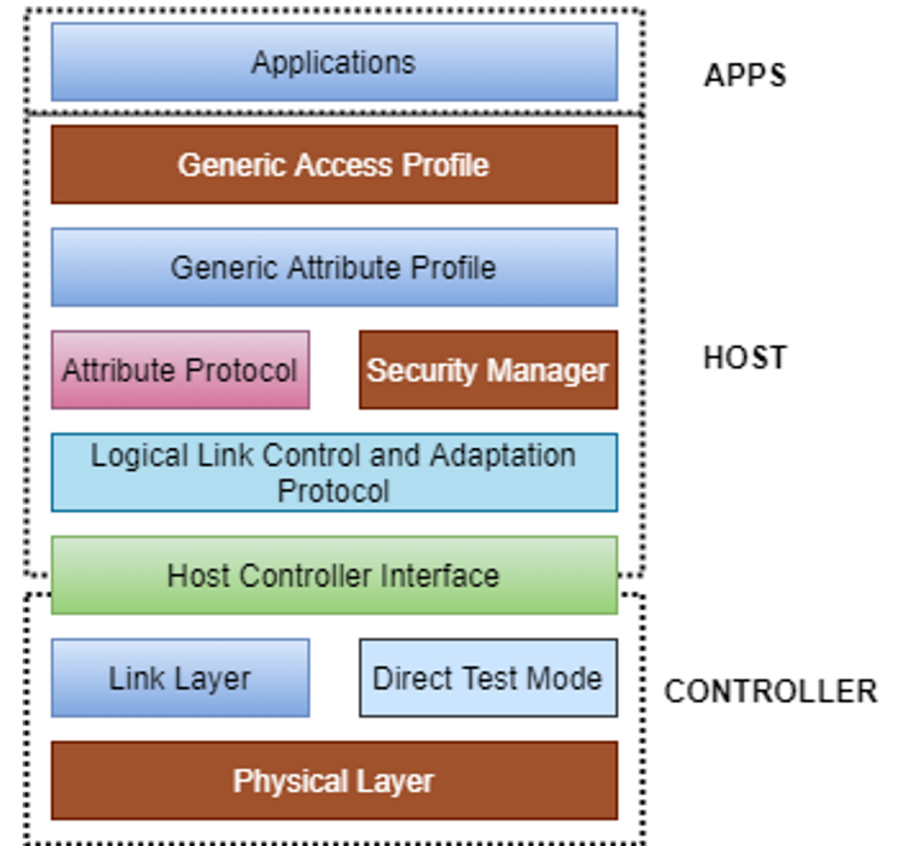 Applications
APPS
Generic Access Profile
Generic Attribute Profile
HOST
Attribute Protocol
Security Manager
Logical Link Control and Adaptation
Protocol
Host Controller Interface
Link Layer
Direct Test Mode
CONTROLLER
Physical Layer